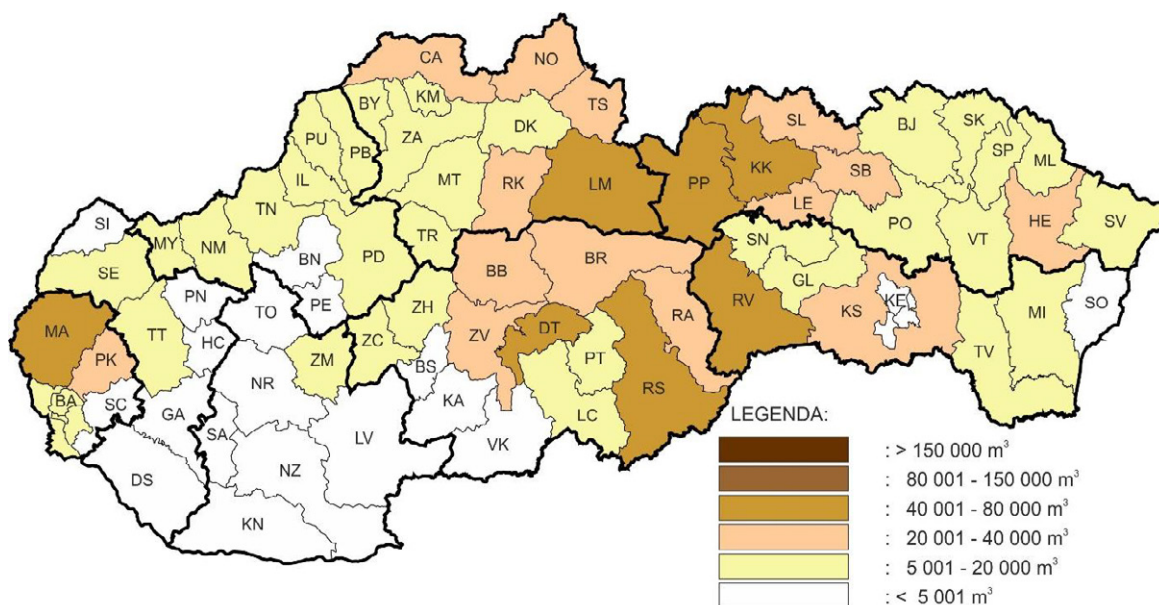 CA
NO
TS
BY
KM
DK
PU
PB
ZA
IL
MT
RK
LM
PP
KK
SL
BJ
SK
SP
ML
SB
LE
HE
SV
PO
VT
SI
MY
NM
TN
BN
PD
TR
SE
PN
PE
TO
ZH
BB
BR
SN
GL
RV
KS
KE
SO
MI
TV
MA
PK
TT
HC
ZC
ZM
ZV
DT
RA
BS
PT
RS
BA
SC
GA
NR
KA
LC
SA
LV
VK
DS
NZ
KN
LEGENDA:
: > 150 000 m³
: 80 001 - 150 000 m³
: 40 001 - 80 000 m³
: 20 001 - 40 000 m³
: 5 001 - 20 000 m³
: < 5 001 m³